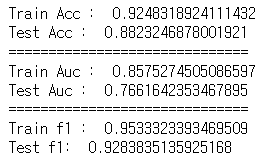 Train Acc :  0.9248318924111432
Test Acc :  0.8823246878001921
===================================
Train Auc :  0.8575274505086597
Test Auc :  0.7661642353467895
===================================
Train f1 :  0.9533323393469509
Test f1:  0.9283835135925168